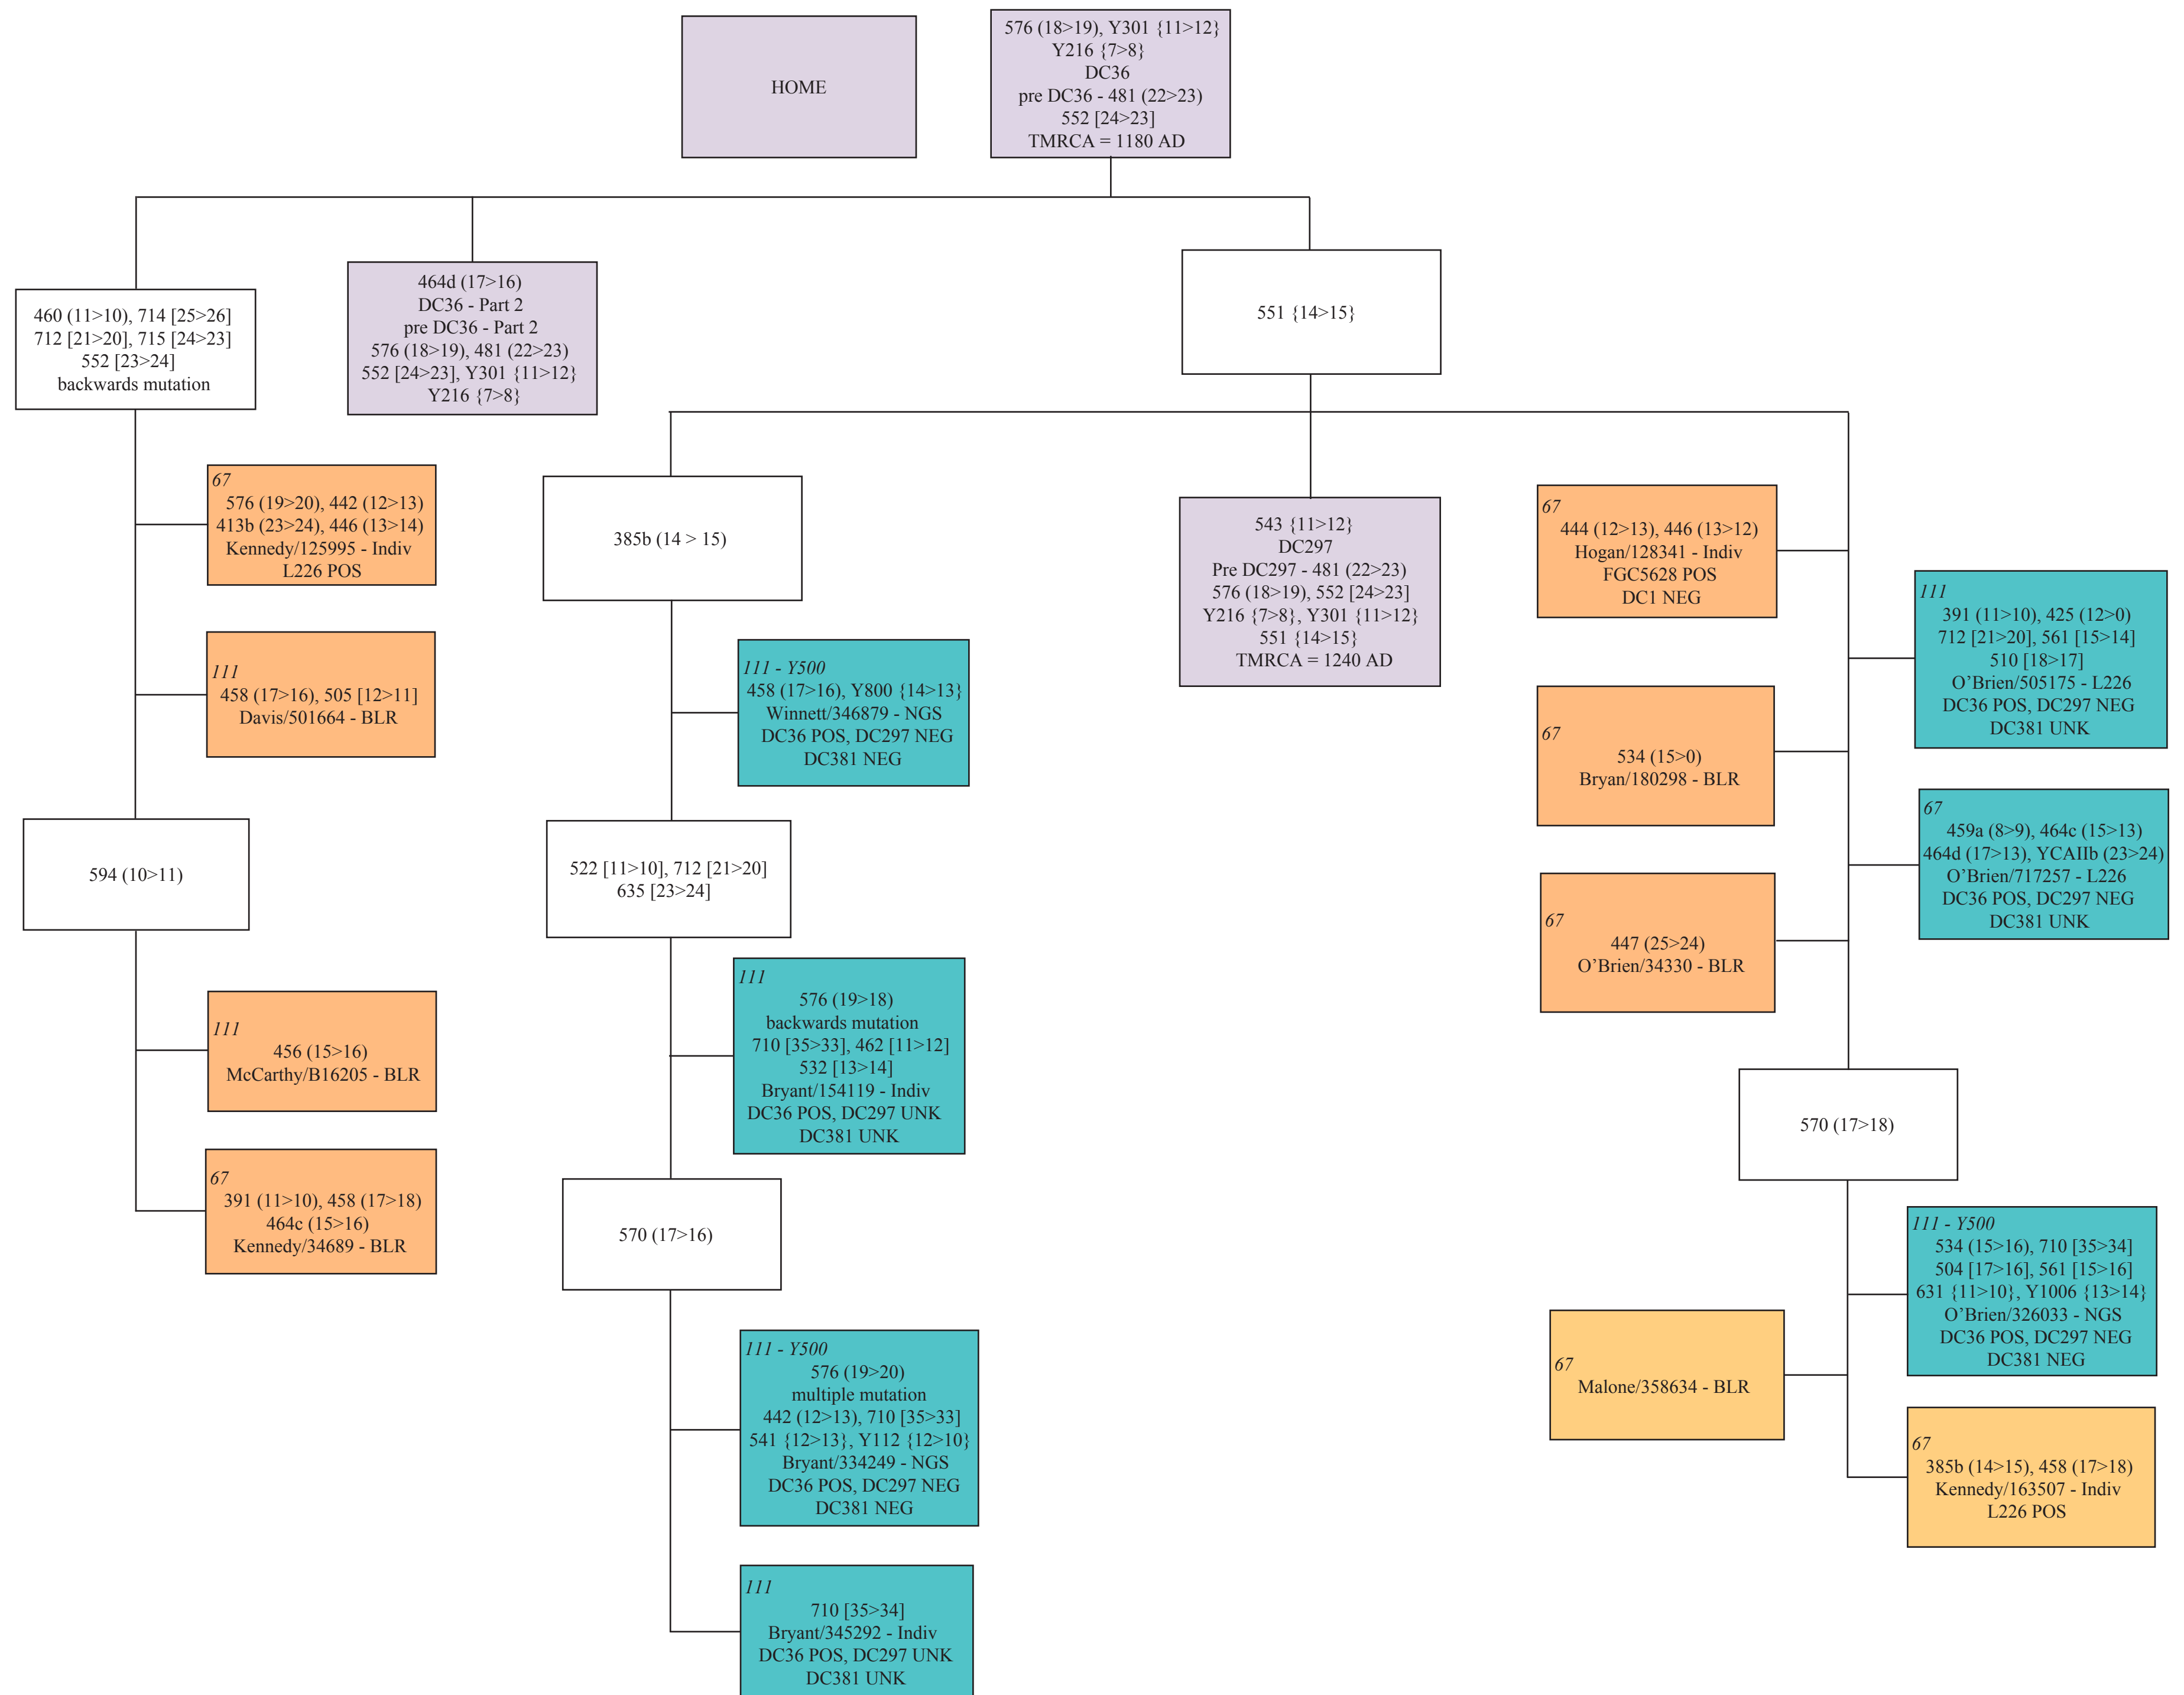 HOME
576 (18>19), Y301 {11>12}
Y216 {7>8}
DC36
pre DC36 - 481 (22>23)
552 [24>23]
TMRCA = 1180 AD
460 (11>10), 714 [25>26]
712 [21>20], 715 [24>23]
552 [23>24]
backwards mutation
464d (17>16)
DC36 - Part 2
pre DC36 - Part 2
576 (18>19), 481 (22>23)
552 [24>23], Y301 {11>12}
Y216 {7>8}
551 {14>15}
67
576 (19>20), 442 (12>13)
413b (23>24), 446 (13>14)
Kennedy/125995 - Indiv
L226 POS
111
458 (17>16), 505 [12>11]
Davis/501664 - BLR
594 (10>11)
111
456 (15>16)
McCarthy/B16205 - BLR
67
391 (11>10), 458 (17>18)
464c (15>16)
Kennedy/34689 - BLR
385b (14 > 15)
111 - Y500
458 (17>16), Y800 {14>13}
Winnett/346879 - NGS
DC36 POS, DC297 NEG
DC381 NEG
522 [11>10], 712 [21>20]
635 [23>24]
111
576 (19>18)
backwards mutation
710 [35>33], 462 [11>12]
532 [13>14]
Bryant/154119 - Indiv
DC36 POS, DC297 UNK
DC381 UNK
570 (17>16)
111 - Y500
576 (19>20)
multiple mutation
442 (12>13), 710 [35>33]
541 {12>13}, Y112 {12>10}
Bryant/334249 - NGS
DC36 POS, DC297 NEG
DC381 NEG
111
710 [35>34]
Bryant/345292 - Indiv
DC36 POS, DC297 UNK
DC381 UNK
543 {11>12}
DC297
Pre DC297 - 481 (22>23)
576 (18>19), 552 [24>23]
Y216 {7>8}, Y301 {11>12}
551 {14>15}
TMRCA = 1240 AD
67
444 (12>13), 446 (13>12)
Hogan/128341 - Indiv
FGC5628 POS
DC1 NEG
111
391 (11>10), 425 (12>0)
712 [21>20], 561 [15>14]
510 [18>17]
O’Brien/505175 - L226
DC36 POS, DC297 NEG
DC381 UNK
67
534 (15>0)
Bryan/180298 - BLR
67
459a (8>9), 464c (15>13)
464d (17>13), YCAIIb (23>24)
O’Brien/717257 - L226
DC36 POS, DC297 NEG
DC381 UNK
67
447 (25>24)
O’Brien/34330 - BLR
570 (17>18)
111 - Y500
534 (15>16), 710 [35>34]
504 [17>16], 561 [15>16]
631 {11>10}, Y1006 {13>14}
O’Brien/326033 - NGS
DC36 POS, DC297 NEG
DC381 NEG
67
Malone/358634 - BLR
67
385b (14>15), 458 (17>18)
Kennedy/163507 - Indiv
L226 POS